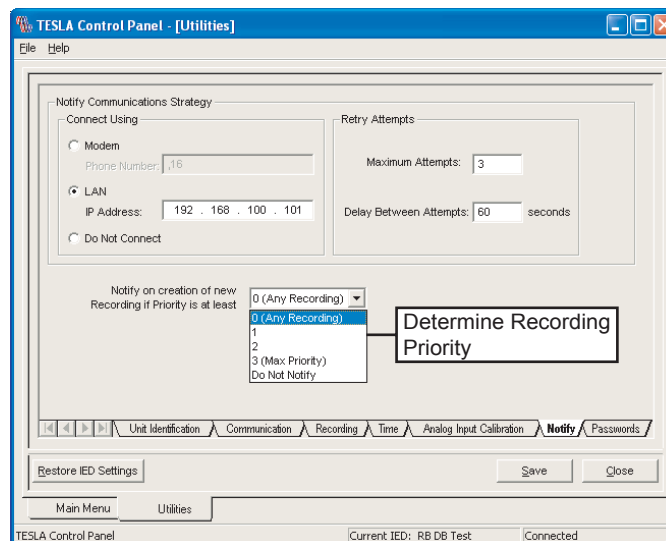 TESLA Control Panel - [Utilities]
File Help
Notify Communications Strategy
Connect Using
Modem
Phone Number: ,16
LAN
IP Address: 192 . 168 . 100 . 101
Do Not Connect
Retry Attempts
Maximum Attempts: 3
Delay Between Attempts: 60 seconds
Notify on creation of new
Recording if Priority is at least
0 (Any Recording)
0 (Any Recording)
1
2
3 (Max Priority)
Do Not Notify
Determine Recording
Priority
Unit Identification Communication Recording Time Analog Input Calibration Notify Passwords
Restore IED Settings Save Close
Main Menu Utilities
TESLA Control Panel Current IED: RB DB Test Connected